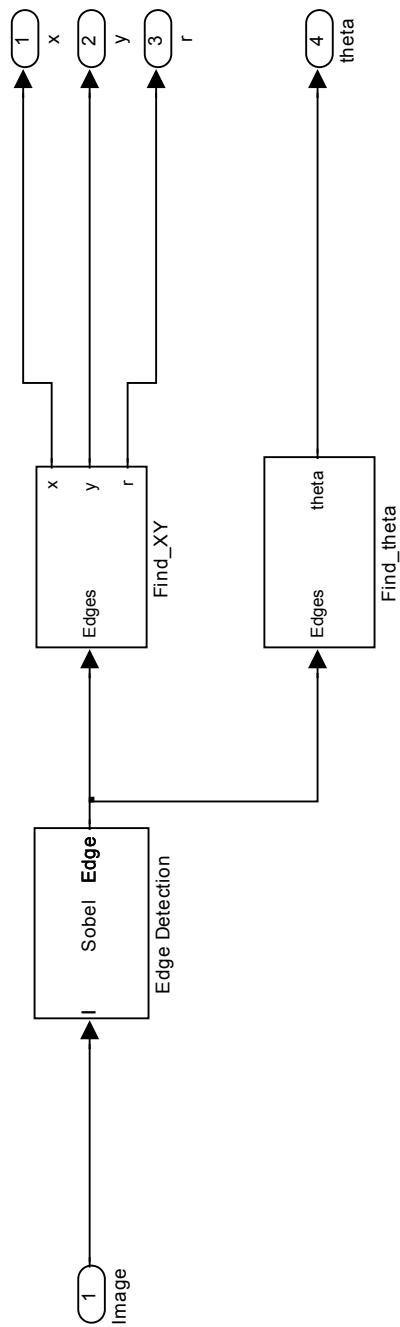 1
Image
I
Sobel
Edge
Edge Detection
Edges
x
y
r
Find_XY
Edges
theta
Find_theta
1
x
2
y
3
r
4
theta